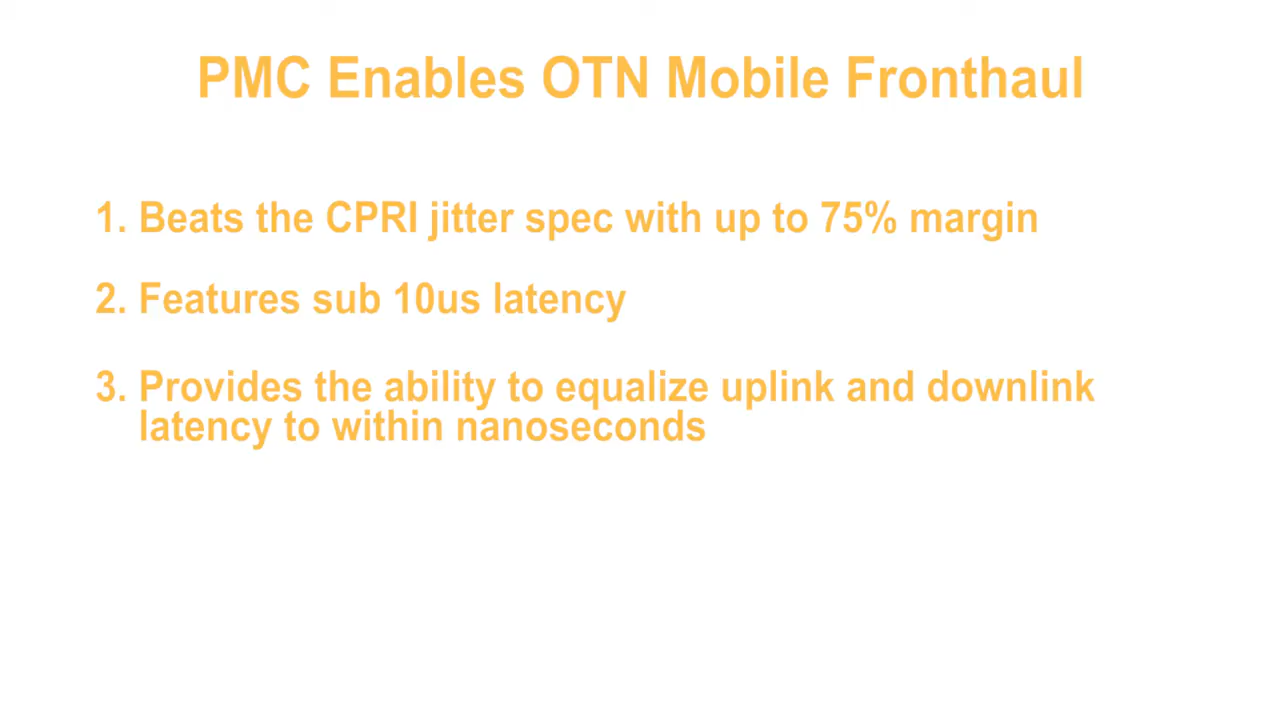 PMC Enables OTN Mobile Fronthaul
1. Beats the CPRI jitter spec with up to 75% margin
2. Features sub 10us latency
3. Provides the ability to equalize uplink and downlink
latency to within nanoseconds